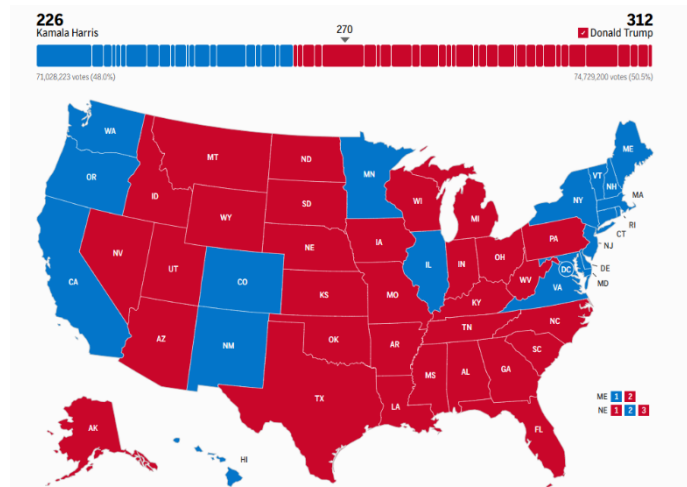 226 312
Kamala Harris 270 Donald Trump
71,028,223 votes (48.0%) 74,729,200 votes (50.5%)
WA
ME
MT ND
MN
VT
OR
NH
ID
WI
NY
MA
SD
MI
WY
RI
CT
IA
PA
NJ
NE
NV
OH
IL
IN
DE
UT
DC
CO
WV
MD
CA
VA
KS
MO
KY
NC
TN
OK
AZ
AR
NM
SC
MS
AL
GA
TX
LA
ME 1 2
NE 1 2 3
AK
FL
HI